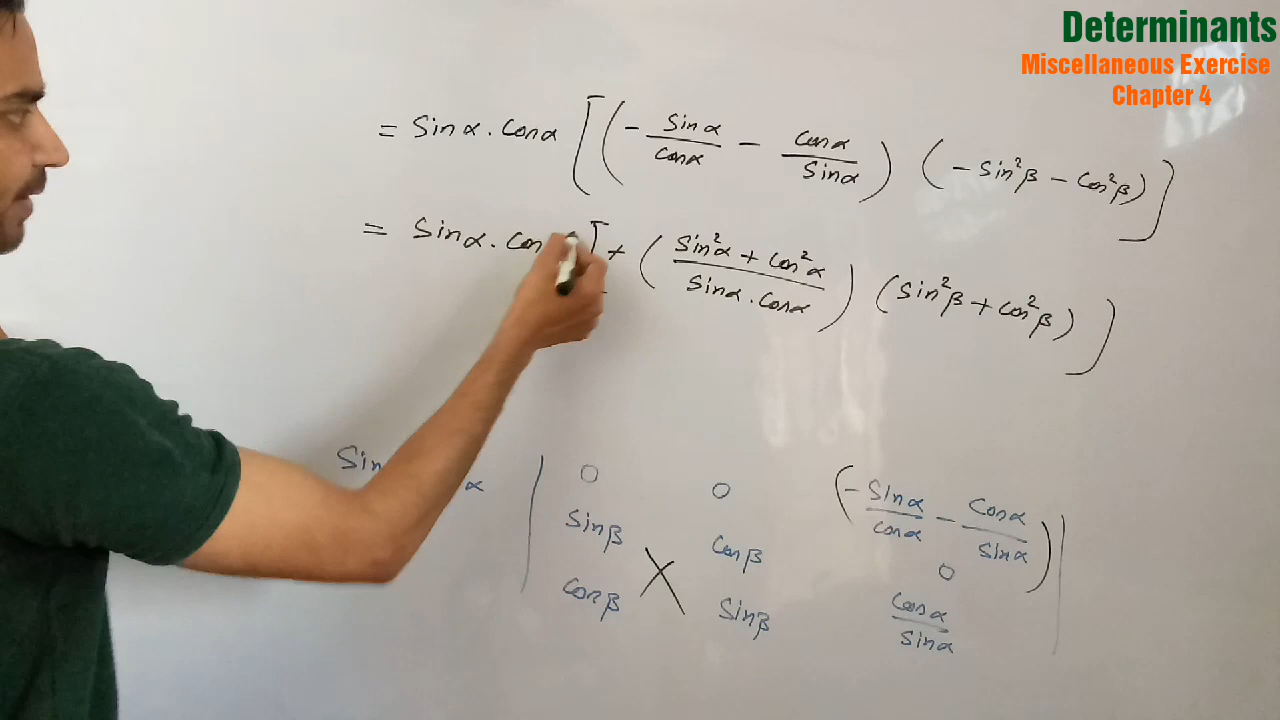 Determinants
Miscellaneous Exercise
Chapter 4
= Sinα . Cosα [ ( - Sinα/Cosα - Cosα/Sinα ) ( - Sin²β - Cos²β ) ]
= Sinα . Cos [ + ( Sin²α + Cos²α / Sinα . Cosα ) ( Sin²β + Cos²β ) ]
Sin α | 0 0 ( - Sinα/Cosα - Cosα/Sinα ) |
Sinβ Cosβ 0
Cosβ Sinβ Cosα/Sinα